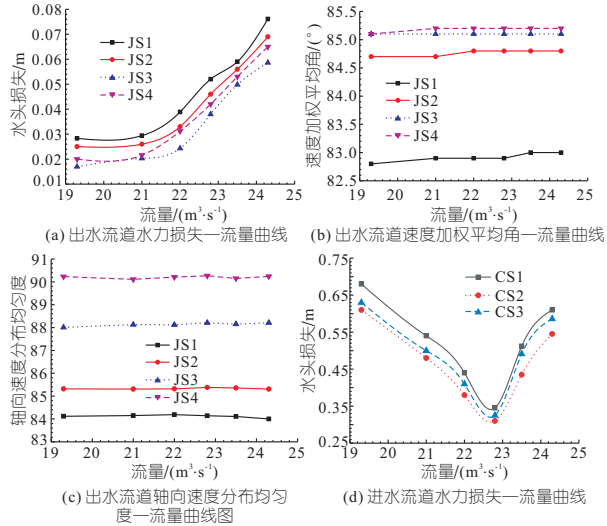 0.08
0.07
0.06
0.05
0.04
0.03
0.02
0.01
水头损失/m
JS1
JS2
JS3
JS4
19 20 21 22 23 24 25
流量/(m³·s⁻¹)
(a) 出水流道水力损失—流量曲线
85.5
85.0
84.5
84.0
83.5
83.0
82.5
速度加权平均角/(°)
JS1
JS2
JS3
JS4
19 20 21 22 23 24 25
流量/(m³·s⁻¹)
(b) 出水流道速度加权平均角—流量曲线
91
90
89
88
87
86
85
84
83
轴向速度分布均匀度
JS1
JS2
JS3
JS4
19 20 21 22 23 24 25
流量/(m³·s⁻¹)
(c) 出水流道轴向速度分布均匀
度—流量曲线图
0.75
0.65
0.55
0.45
0.35
0.25
水头损失/m
CS1
CS2
CS3
19 20 21 22 23 24 25
流量/(m³·s⁻¹)
(d) 进水流道水力损失—流量曲线